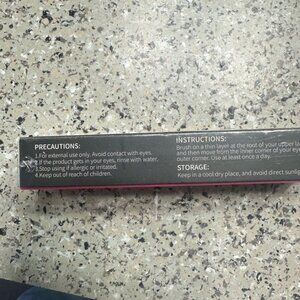 PRECAUTIONS:
1.For external use only. Avoid contact with eyes.
2.If the product gets in your eyes, rinse with water.
3.Stop using if allergic or irritated.
4.Keep out of reach of children.
INSTRUCTIONS:
Brush on a thin layer at the root of your upper
and then move from the inner corner of your ey
outer corner. Use at least once a day.
STORAGE:
Keep in a cool dry place, and avoid direct sunlig